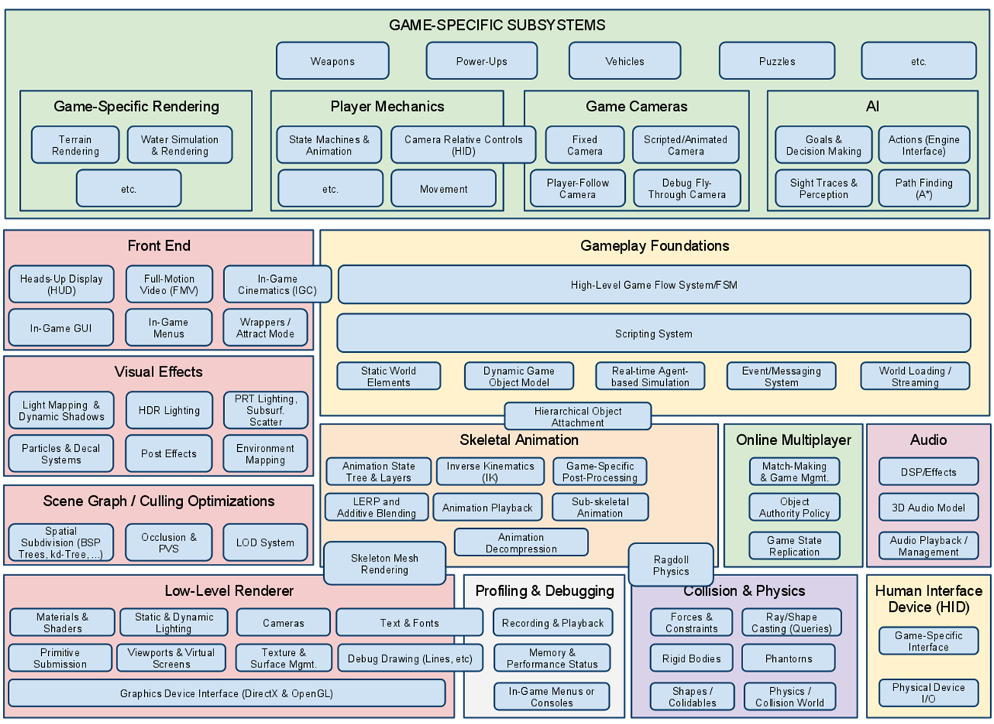 GAME-SPECIFIC SUBSYSTEMS
Weapons
Power-Ups
Vehicles
Puzzles
etc.
Game-Specific Rendering
Terrain
Rendering
Water Simulation
& Rendering
etc.
Player Mechanics
State Machines &
Animation
Camera Relative Controls
(HID)
etc.
Movement
Game Cameras
Fixed
Camera
Scripted/Animated
Camera
Player-Follow
Camera
Debug Fly-
Through Camera
AI
Goals &
Decision Making
Actions (Engine
Interface)
Sight Traces &
Perception
Path Finding
(A*)
Front End
Heads-Up Display
(HUD)
Full-Motion
Video (FMV)
In-Game
Cinematics (IGC)
In-Game GUI
In-Game
Menus
Wrappers /
Attract Mode
Gameplay Foundations
High-Level Game Flow System/FSM
Scripting System
Static World
Elements
Dynamic Game
Object Model
Real-time Agent-
based Simulation
Event/Messaging
System
World Loading /
Streaming
Hierarchical Object
Attachment
Visual Effects
Light Mapping &
Dynamic Shadows
HDR Lighting
PRT Lighting,
Subsurf.
Scatter
Particles & Decal
Systems
Post Effects
Environment
Mapping
Skeletal Animation
Animation State
Tree & Layers
Inverse Kinematics
(IK)
Game-Specific
Post-Processing
LERP and
Additive Blending
Animation Playback
Sub-skeletal
Animation
Animation
Decompression
Skeleton Mesh
Rendering
Ragdoll
Physics
Online Multiplayer
Match-Making
& Game Mgmt.
Object
Authority Policy
Game State
Replication
Audio
DSP/Effects
3D Audio Model
Audio Playback /
Management
Scene Graph / Culling Optimizations
Spatial
Subdivision (BSP
Trees, kd-Tree, ...)
Occlusion &
PVS
LOD System
Low-Level Renderer
Materials &
Shaders
Static & Dynamic
Lighting
Cameras
Text & Fonts
Primitive
Submission
Viewports & Virtual
Screens
Texture &
Surface Mgmt.
Debug Drawing (Lines, etc)
Graphics Device Interface (DirectX & OpenGL)
Profiling & Debugging
Recording & Playback
Memory &
Performance Status
In-Game Menus or
Consoles
Collision & Physics
Forces &
Constraints
Ray/Shape
Casting (Queries)
Rigid Bodies
Phantorns
Shapes /
Colidables
Physics /
Collision World
Human Interface
Device (HID)
Game-Specific
Interface
Physical Device
I/O